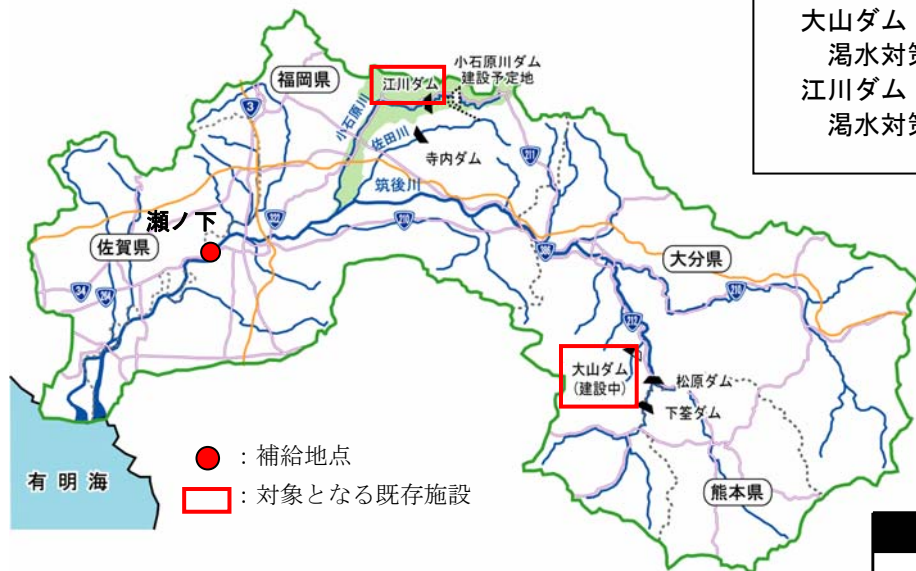 大山ダム
渇水対策
江川ダム
渇水対策
小石原川ダム
建設予定地
福岡県
江川ダム
3
小石原川
佐田川
寺内ダム
211
筑後川
瀬ノ下
322
210
佐賀県
大分県
34
264
210
212
大山ダム
(建設中)
松原ダム
下筌ダム
有明海
熊本県
:補給地点
:対象となる既存施設